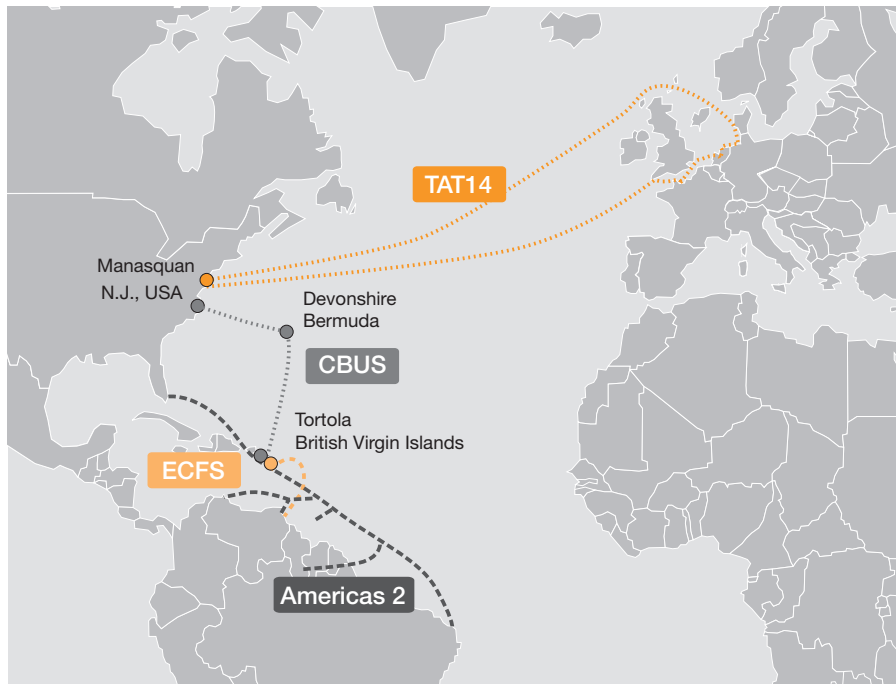 TAT14
Manasquan
N.J., USA
Devonshire
Bermuda
CBUS
Tortola
British Virgin Islands
ECFS
Americas 2